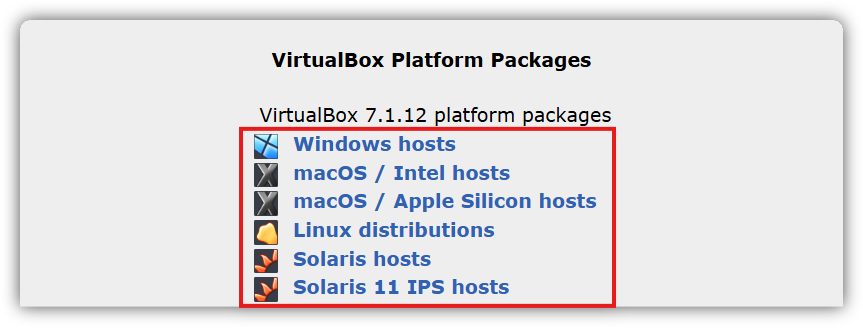 VirtualBox Platform Packages
VirtualBox 7.1.12 platform packages
Windows hosts
macOS / Intel hosts
macOS / Apple Silicon hosts
Linux distributions
Solaris hosts
Solaris 11 IPS hosts